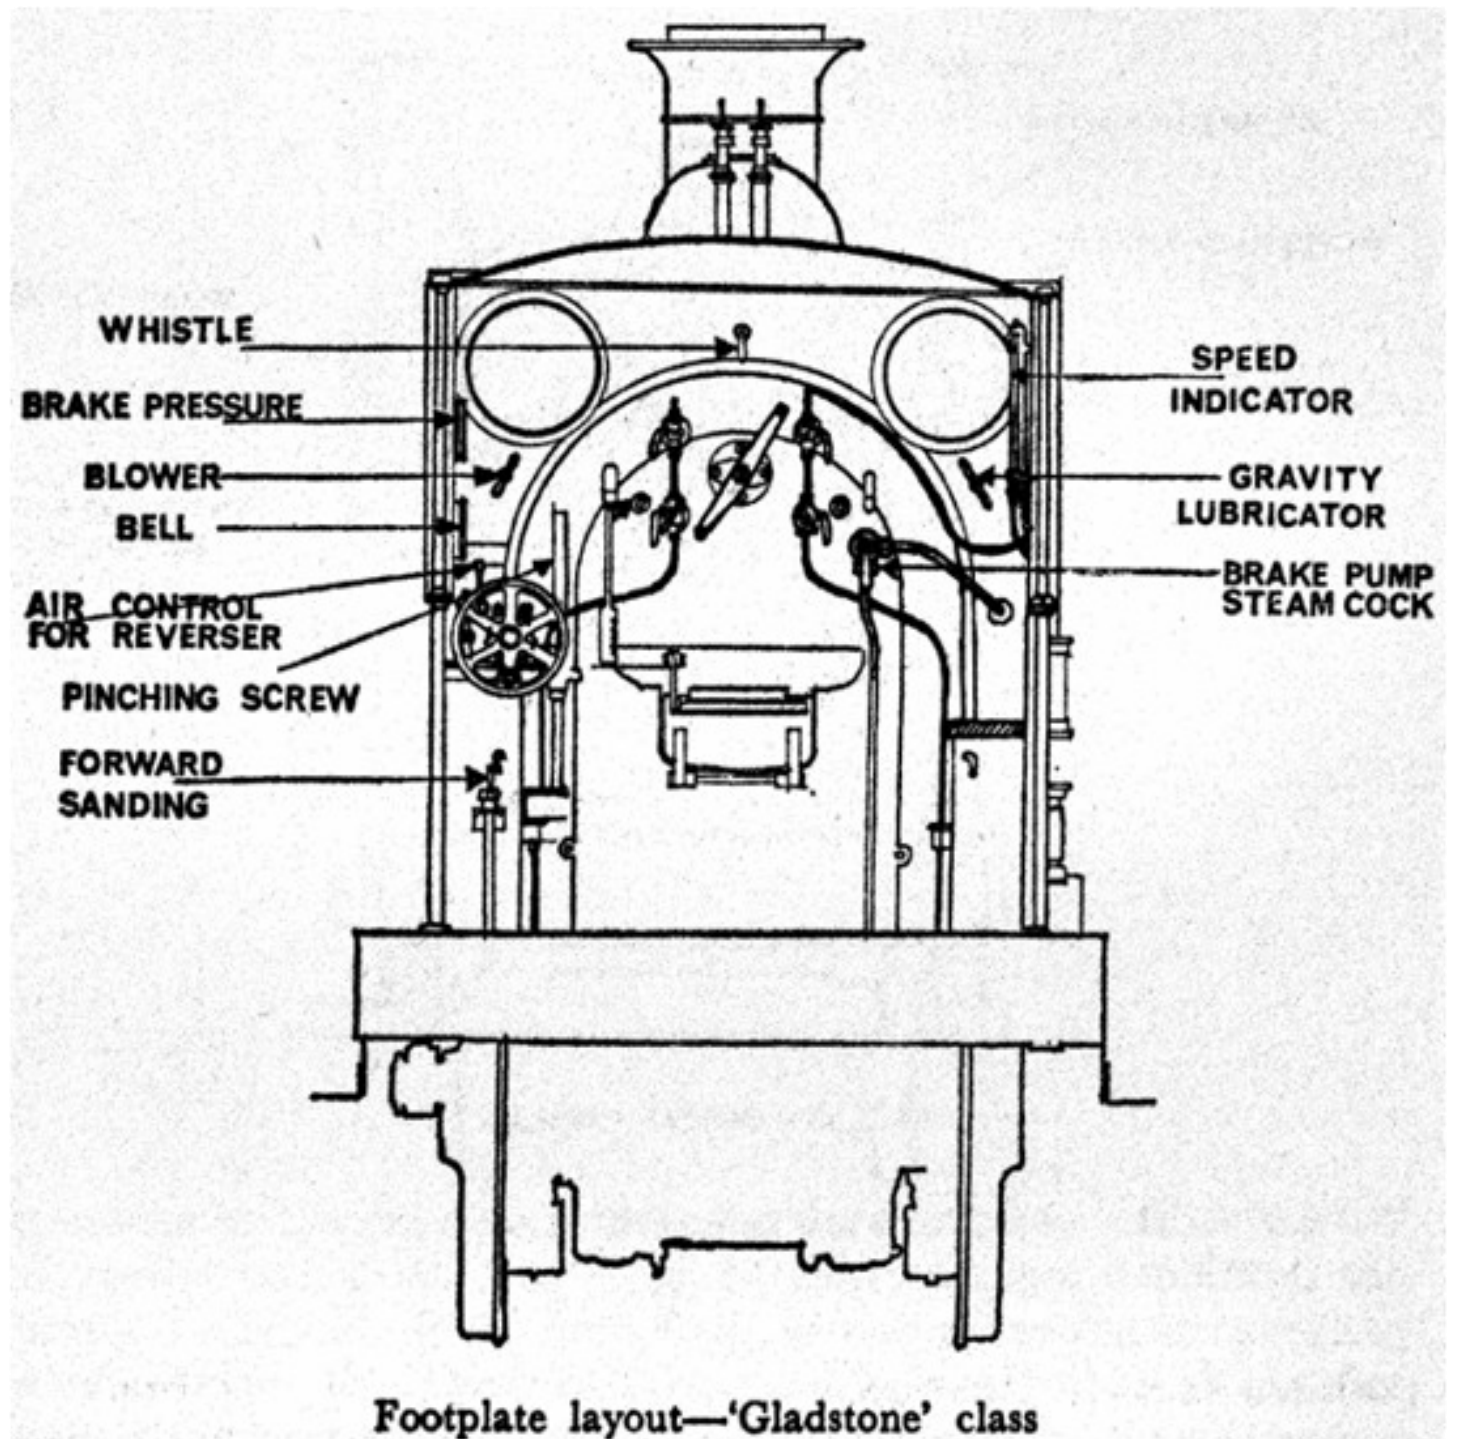 WHISTLE
BRAKE PRESSURE
BLOWER
BELL
AIR CONTROL
FOR REVERSER
PINCHING SCREW
FORWARD
SANDING
SPEED
INDICATOR
GRAVITY
LUBRICATOR
BRAKE PUMP
STEAM COCK
Footplate layout—‘Gladstone’ class